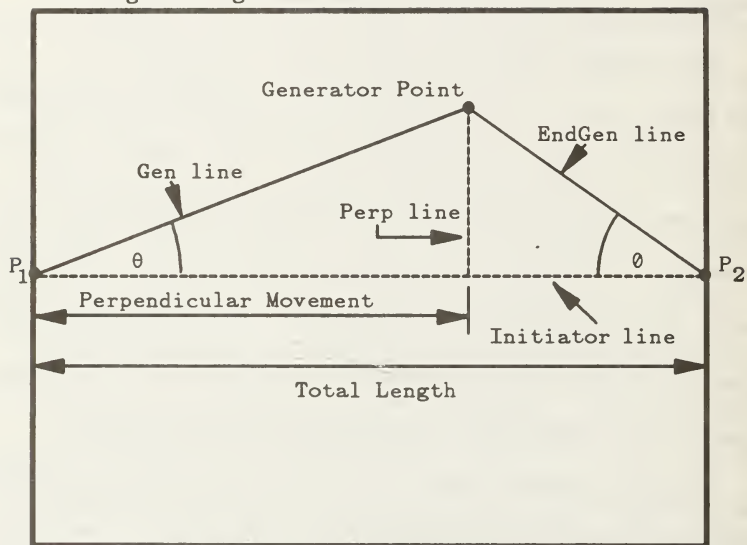 Generator Point
EndGen line
Gen line
Perp line
θ
Ø
P1
P2
Perpendicular Movement
Initiator line
Total Length